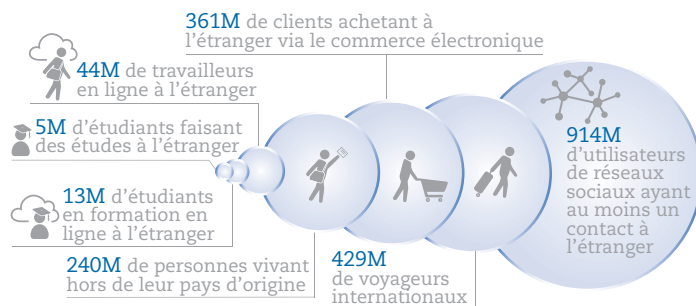 361M de clients achetant à
l'étranger via le commerce électronique
44M de travailleurs
en ligne à l'étranger
5M d'étudiants faisant
des études à l'étranger
13M d'étudiants
en formation en
ligne à l'étranger
240M de personnes vivant
hors de leur pays d'origine
429M
de voyageurs
internationaux
914M
d'utilisateurs
de réseaux
sociaux ayant
au moins un
contact à
l'étranger